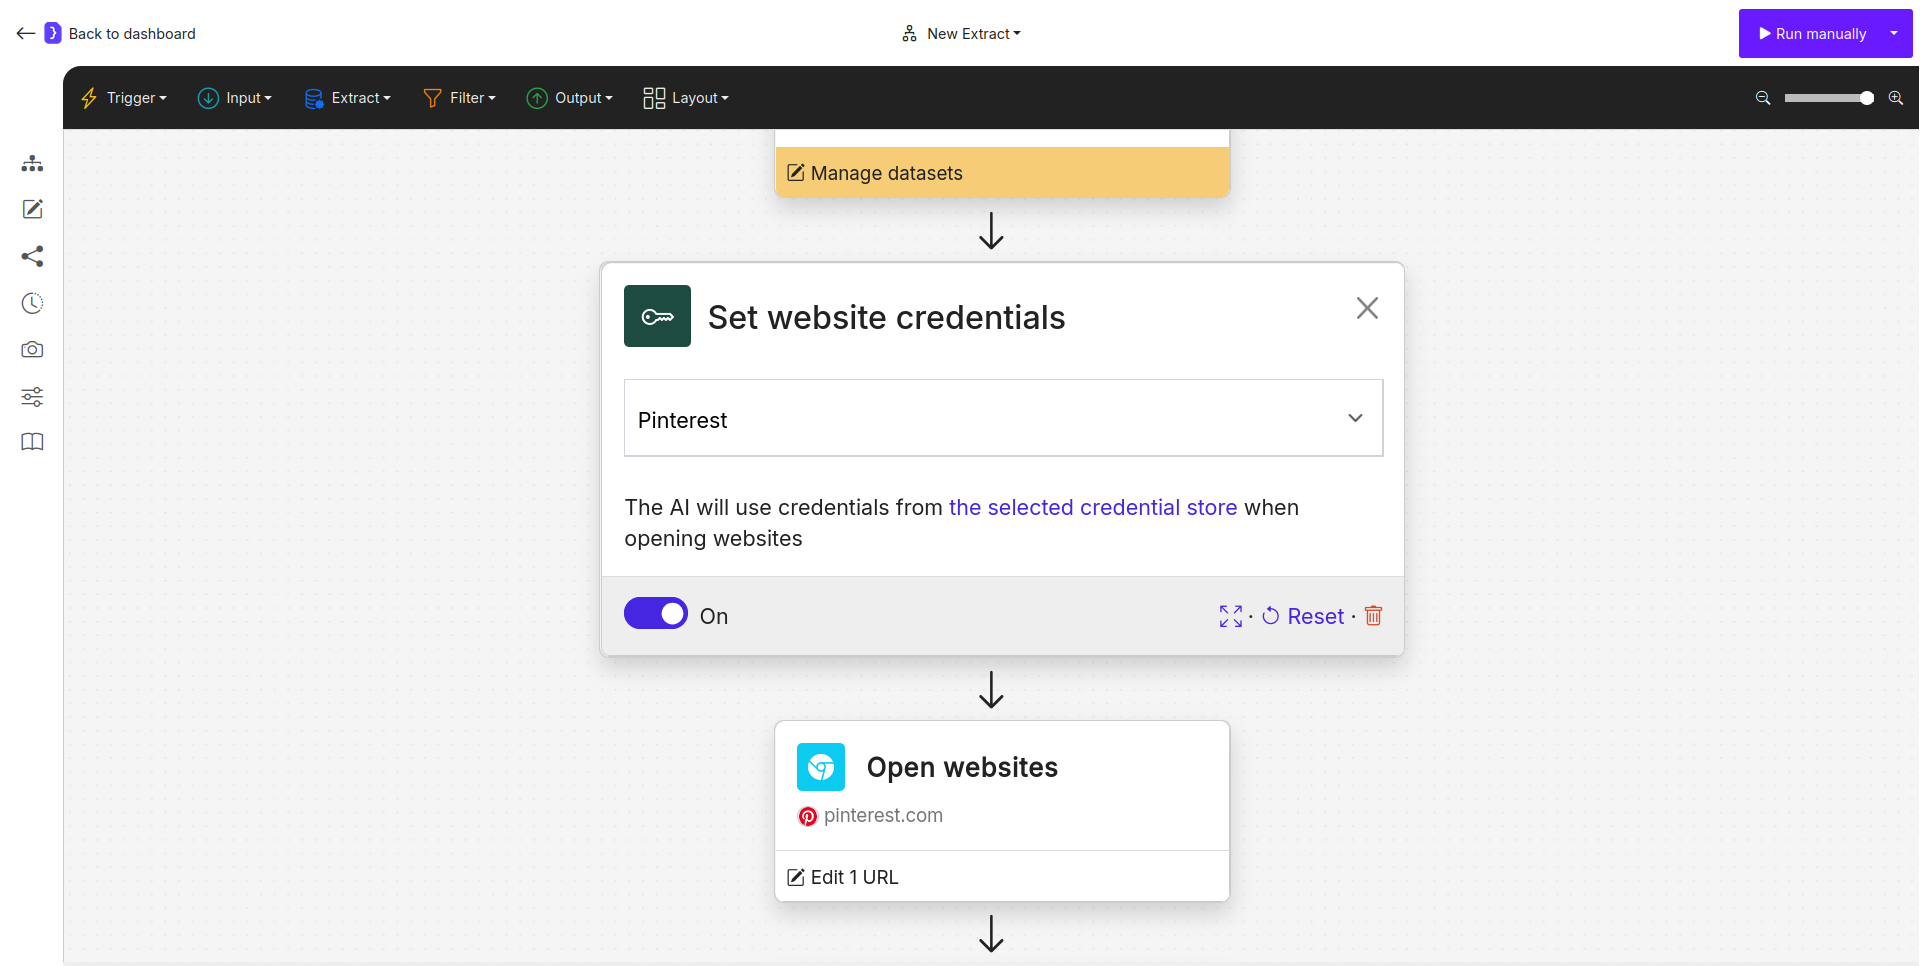 Back to dashboard
New Extract
Run manually
Trigger
Input
Extract
Filter
Output
Layout
Manage datasets
Set website credentials
Pinterest
The AI will use credentials from the selected credential store when
opening websites
On
· Reset ·
Open websites
pinterest.com
Edit 1 URL